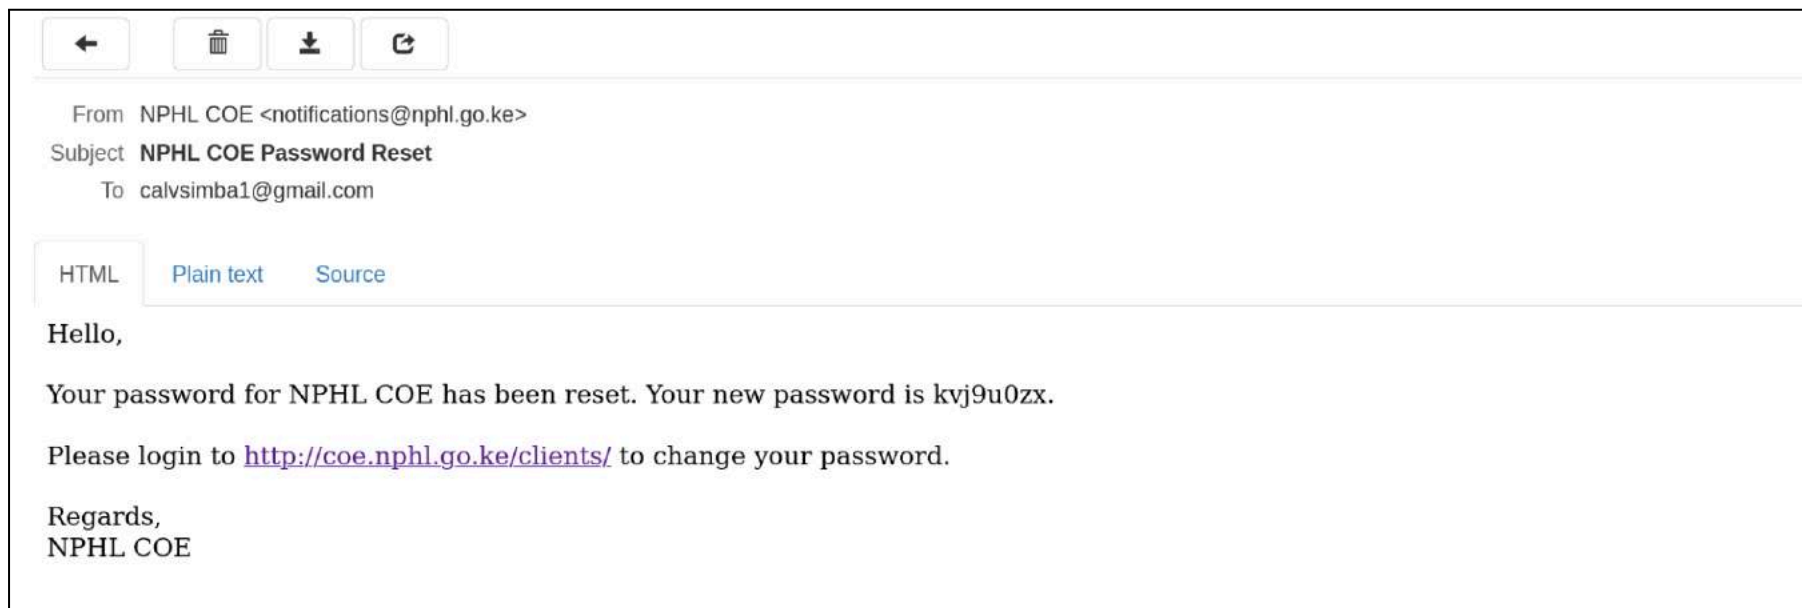 From NPHL COE <notifications@nphl.go.ke>
Subject NPHL COE Password Reset
To calvsimba1@gmail.com
HTML Plain text Source
Hello,
Your password for NPHL COE has been reset. Your new password is kvj9u0zx.
Please login to http://coe.nphl.go.ke/clients/ to change your password.
Regards,
NPHL COE